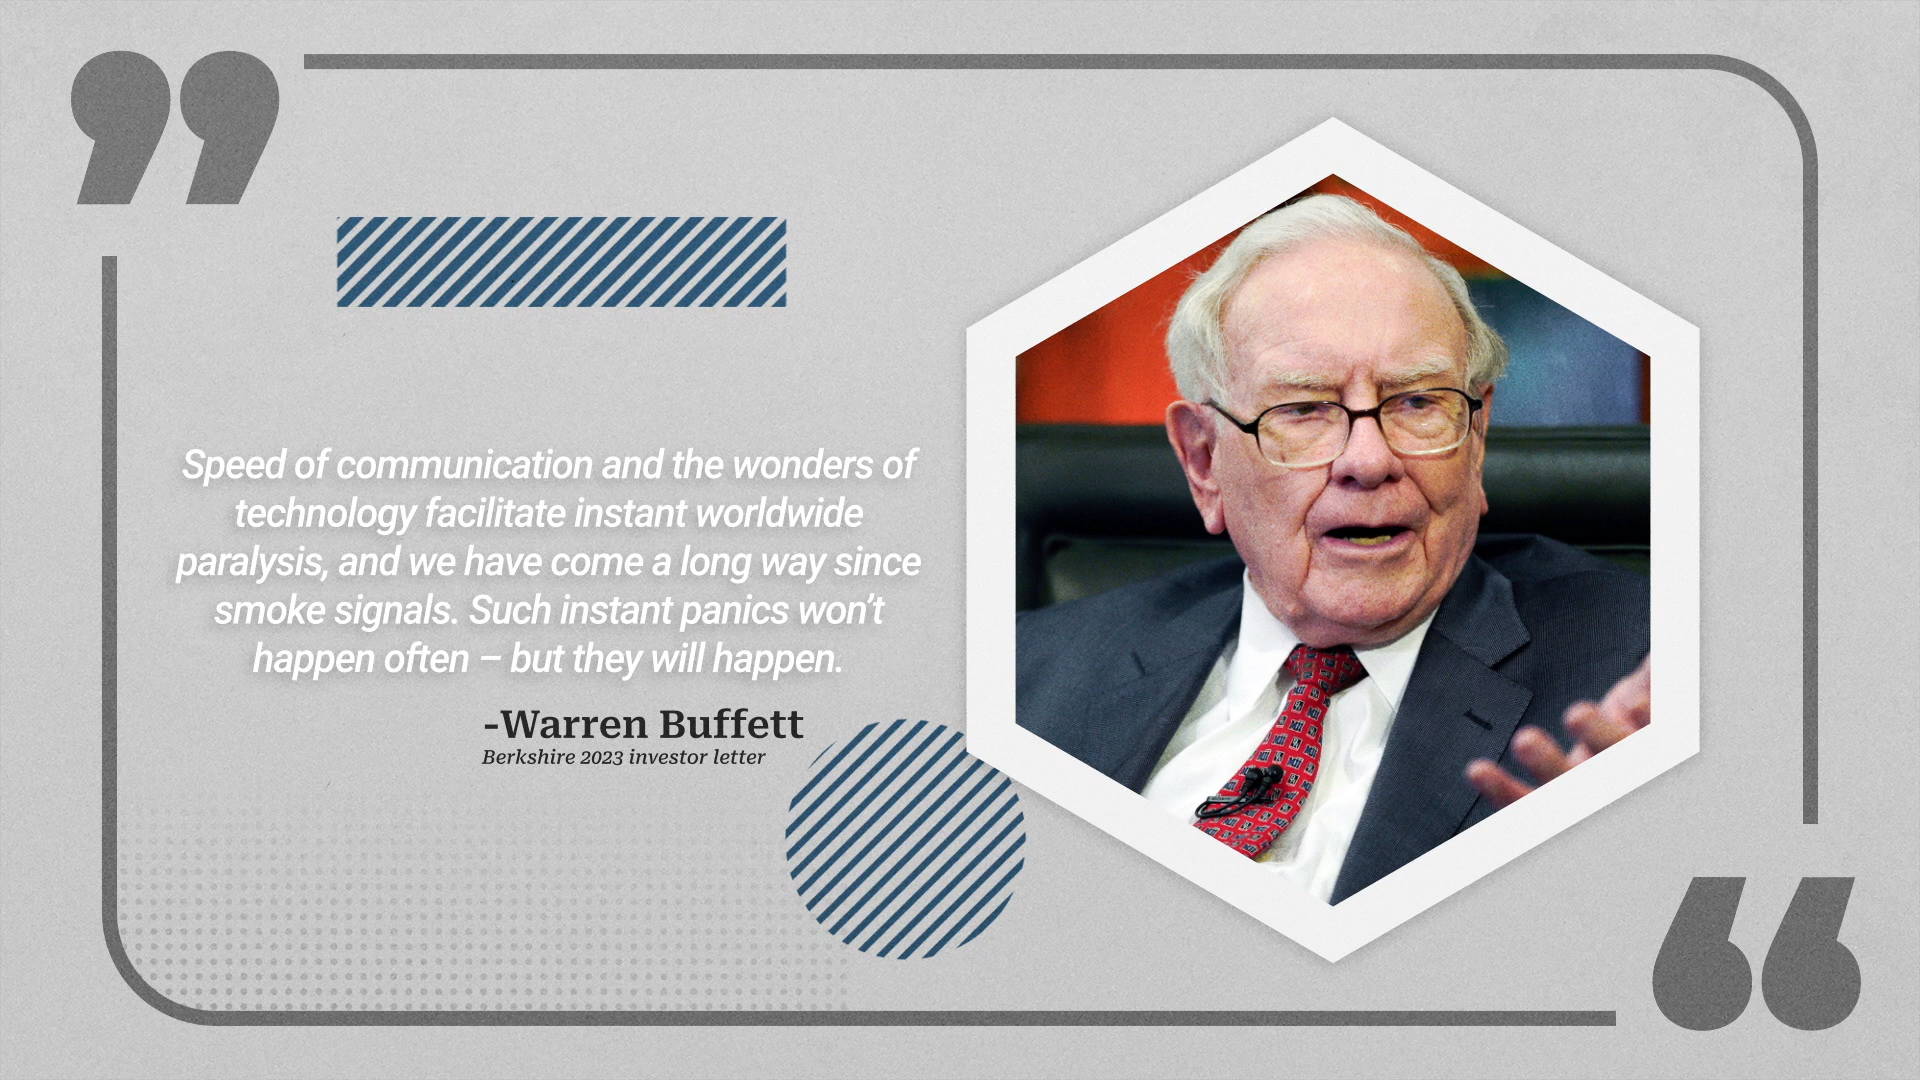 Speed of communication and the wonders of
technology facilitate instant worldwide
paralysis, and we have come a long way since
smoke signals. Such instant panics won’t
happen often – but they will happen.
-Warren Buffett
Berkshire 2023 investor letter